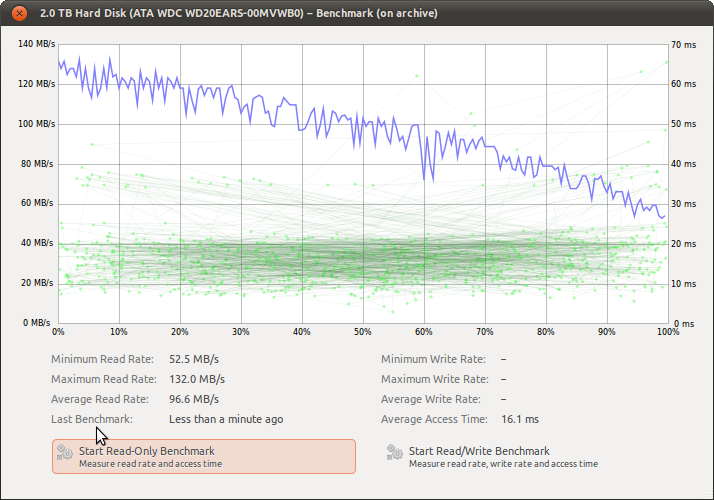 2.0 TB Hard Disk (ATA WDC WD20EARS-00MVWB0) – Benchmark (on archive)
140 MB/s
120 MB/s
100 MB/s
80 MB/s
60 MB/s
40 MB/s
20 MB/s
0 MB/s
70 ms
60 ms
50 ms
40 ms
30 ms
20 ms
10 ms
0 ms
0% 10% 20% 30% 40% 50% 60% 70% 80% 90% 100%
Minimum Read Rate: 52.5 MB/s Minimum Write Rate: –
Maximum Read Rate: 132.0 MB/s Maximum Write Rate: –
Average Read Rate: 96.6 MB/s Average Write Rate: –
Last Benchmark: Less than a minute ago Average Access Time: 16.1 ms
Start Read-Only Benchmark
Measure read rate and access time
Start Read/Write Benchmark
Measure read rate, write rate and access time